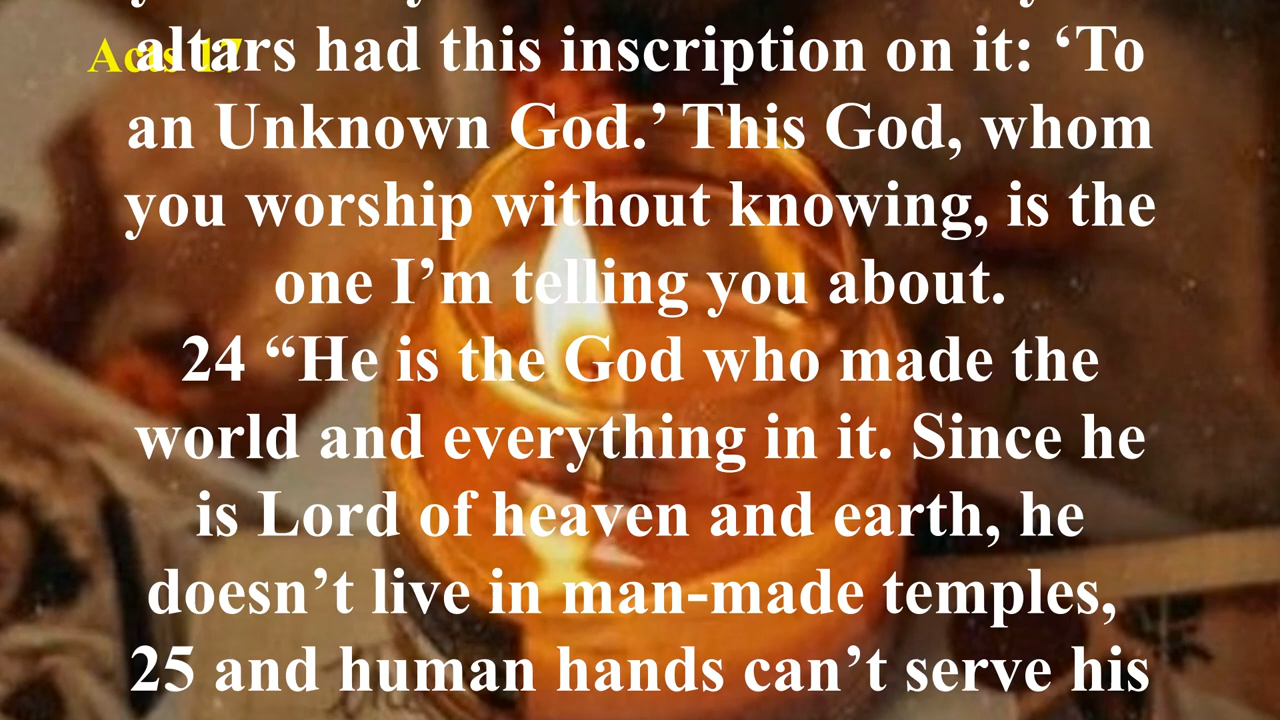 Acts 17
altars had this inscription on it: ‘To
an Unknown God.’ This God, whom
you worship without knowing, is the
one I’m telling you about.
24 “He is the God who made the
world and everything in it. Since he
is Lord of heaven and earth, he
doesn’t live in man-made temples,
25 and human hands can’t serve his